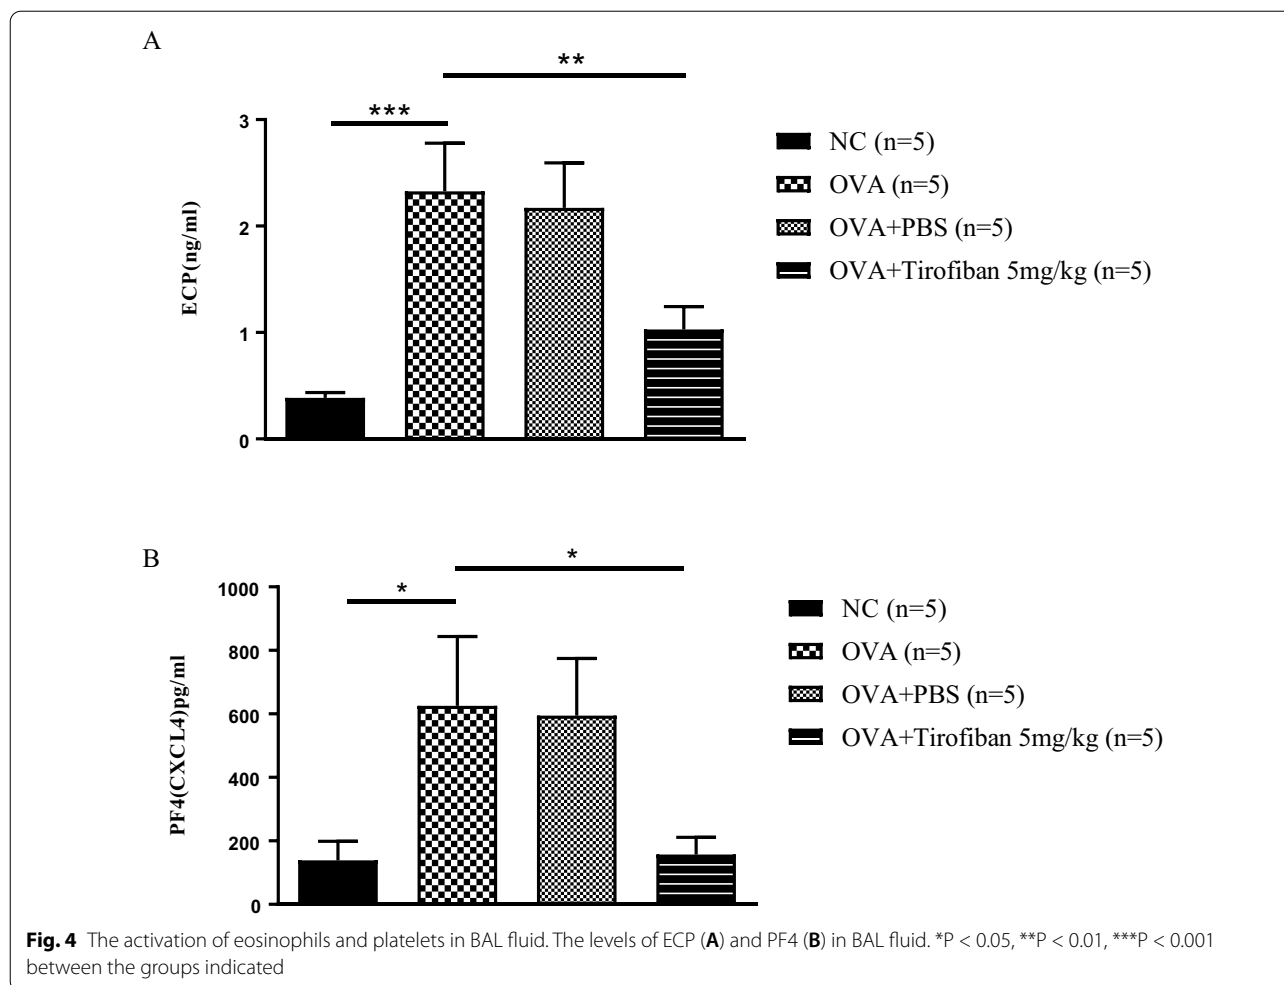 A
**
***
3
2
1
0
ECP(ng/ml)
NC (n=5)
OVA (n=5)
OVA+PBS (n=5)
OVA+Tirofiban 5mg/kg (n=5)
B
*
*
1000
800
600
400
200
0
PF4(CXCL4)pg/ml
NC (n=5)
OVA (n=5)
OVA+PBS (n=5)
OVA+Tirofiban 5mg/kg (n=5)
Fig. 4 The activation of eosinophils and platelets in BAL fluid. The levels of ECP (A) and PF4 (B) in BAL fluid. *P < 0.05, **P < 0.01, ***P < 0.001
between the groups indicated